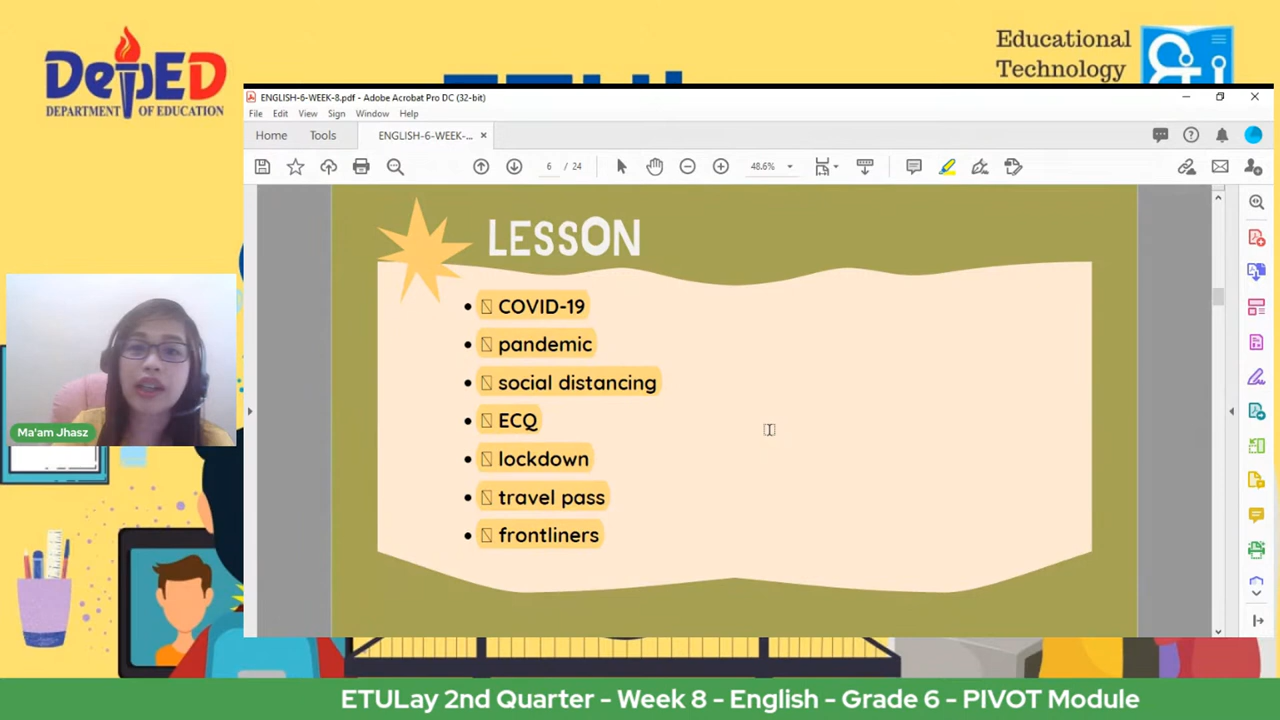 DepED
DEPARTMENT OF EDUCATION
Educational
Technology
ENGLISH-6-WEEK-8.pdf - Adobe Acrobat Pro DC (32-bit)
File Edit View Sign Window Help
Home Tools ENGLISH-6-WEEK-...
6 / 24 48.6%
LESSON
• COVID-19
• pandemic
• social distancing
• ECQ
• lockdown
• travel pass
• frontliners
Ma'am Jhasz
ETULay 2nd Quarter - Week 8 - English - Grade 6 - PIVOT Module